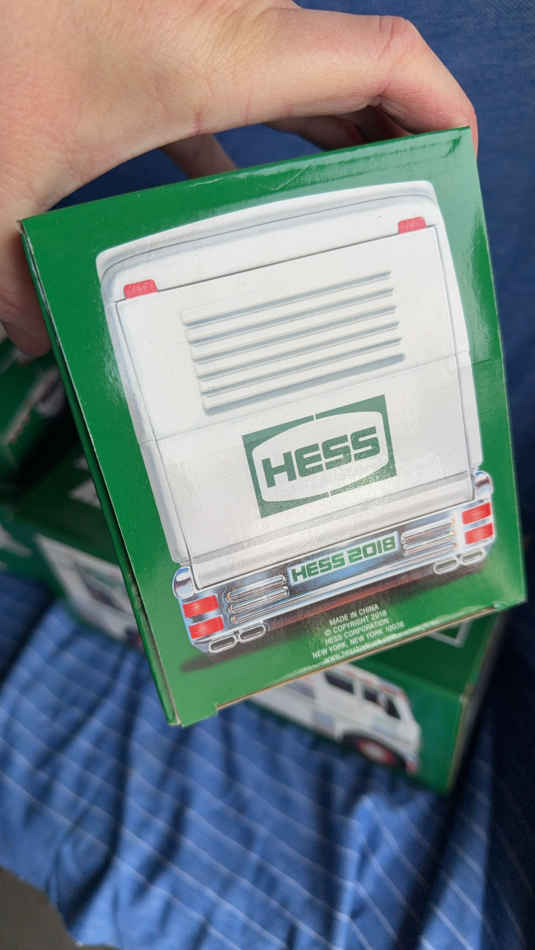 HESS
HESS 2018
MADE IN CHINA
© COPYRIGHT 2018
HESS CORPORATION
NEW YORK, NEW YORK 10036